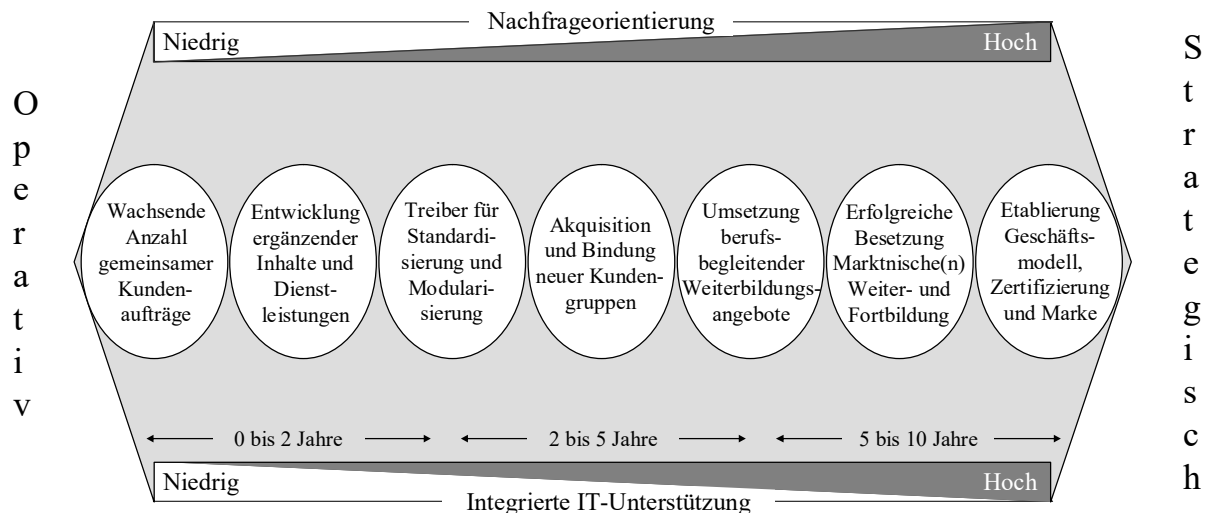 Nachfrageorientierung
Niedrig
Hoch
Operativ
Strategisch
Wachsende
Anzahl
gemeinsamer
Kunden-
aufträge
Entwicklung
ergänzender
Inhalte und
Dienst-
leistungen
Treiber für
Standardi-
sierung und
Modulari-
sierung
Akquisition
und Bindung
neuer Kunden-
gruppen
Umsetzung
berufs-
begleitender
Weiterbildungs-
angebote
Erfolgreiche
Besetzung
Marktnische(n)
Weiter- und
Fortbildung
Etablierung
Geschäfts-
modell,
Zertifizierung
und Marke
0 bis 2 Jahre
2 bis 5 Jahre
5 bis 10 Jahre
Niedrig
Hoch
Integrierte IT-Unterstützung